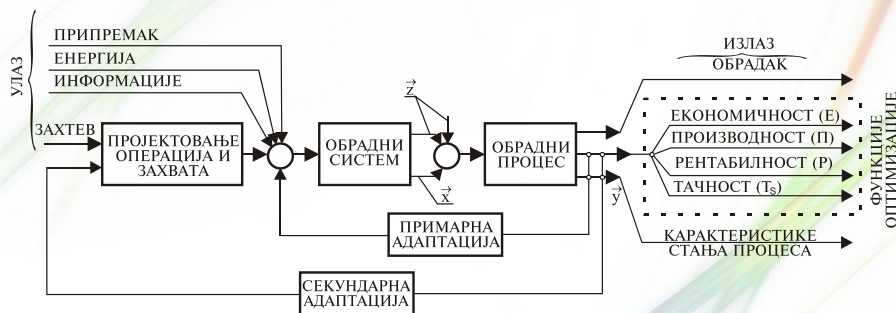 УЛАЗ
ПРИПРЕМАК
ЕНЕРГИЈА
ИНФОРМАЦИЈЕ
ЗАХТЕВ
ПРОЈЕКТОВАЊЕ
ОПЕРАЦИЈА И
ЗАХВАТА
ОБРАДНИ
СИСТЕМ
z
x
ОБРАДНИ
ПРОЦЕС
y
ИЗЛАЗ
ОБРАДАК
ЕКОНОМИЧНОСТ (Е)
ПРОИЗВОДНОСТ (П)
РЕНТАБИЛНОСТ (Р)
ТАЧНОСТ (TS)
ФУНКЦИЈЕ
ОПТИМИЗАЦИЈЕ
КАРАКТЕРИСТИКЕ
СТАЊА ПРОЦЕСА
ПРИМАРНА
АДАПТАЦИЈА
СЕКУНДАРНА
АДАПТАЦИЈА